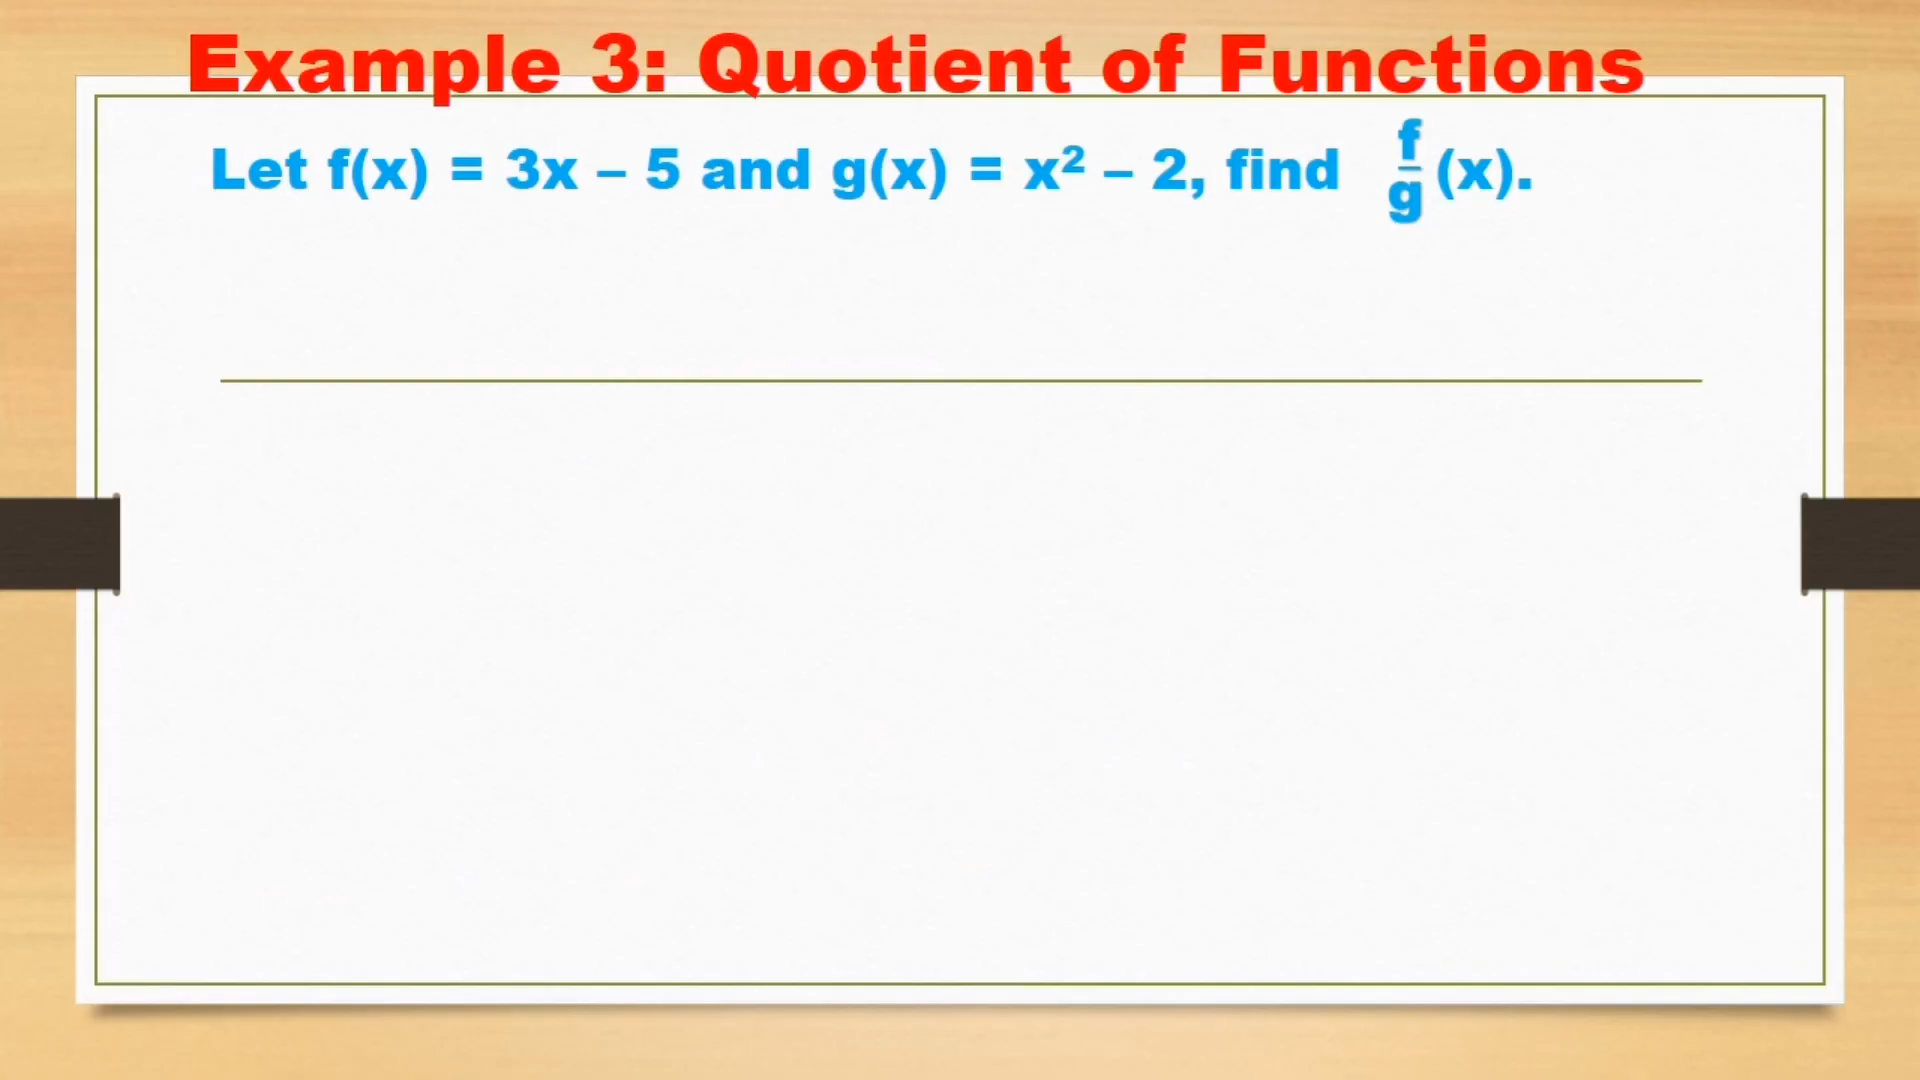 Example 3: Quotient of Functions
Let f(x) = 3x – 5 and g(x) = x² – 2, find f/g (x).